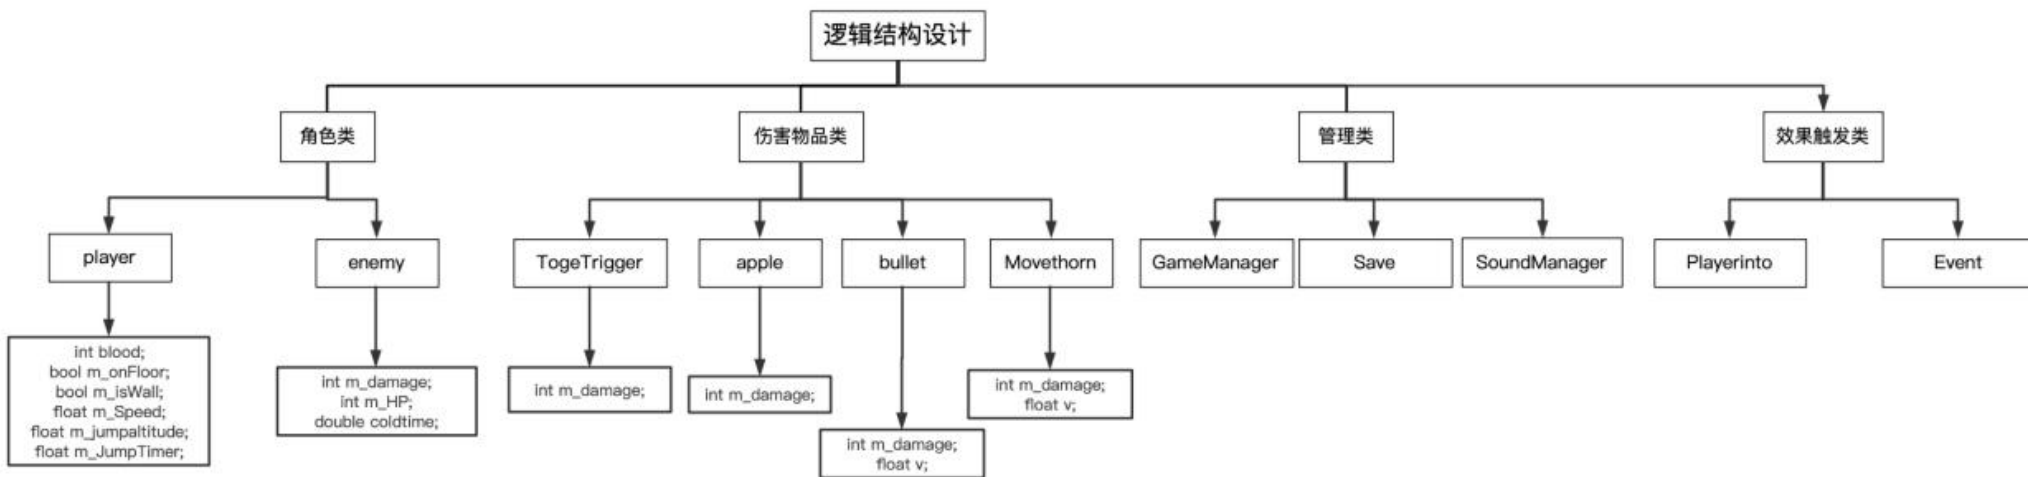 逻辑结构设计
角色类
伤害物品类
管理类
效果触发类
player
enemy
TogeTrigger
apple
bullet
Movethorn
GameManager
Save
SoundManager
Playerinto
Event
int blood;
bool m_onFloor;
bool m_isWall;
float m_Speed;
float m_jumpaltitude;
float m_JumpTimer;
int m_damage;
int m_HP;
double coldtime;
int m_damage;
int m_damage;
int m_damage;
float v;
int m_damage;
float v;